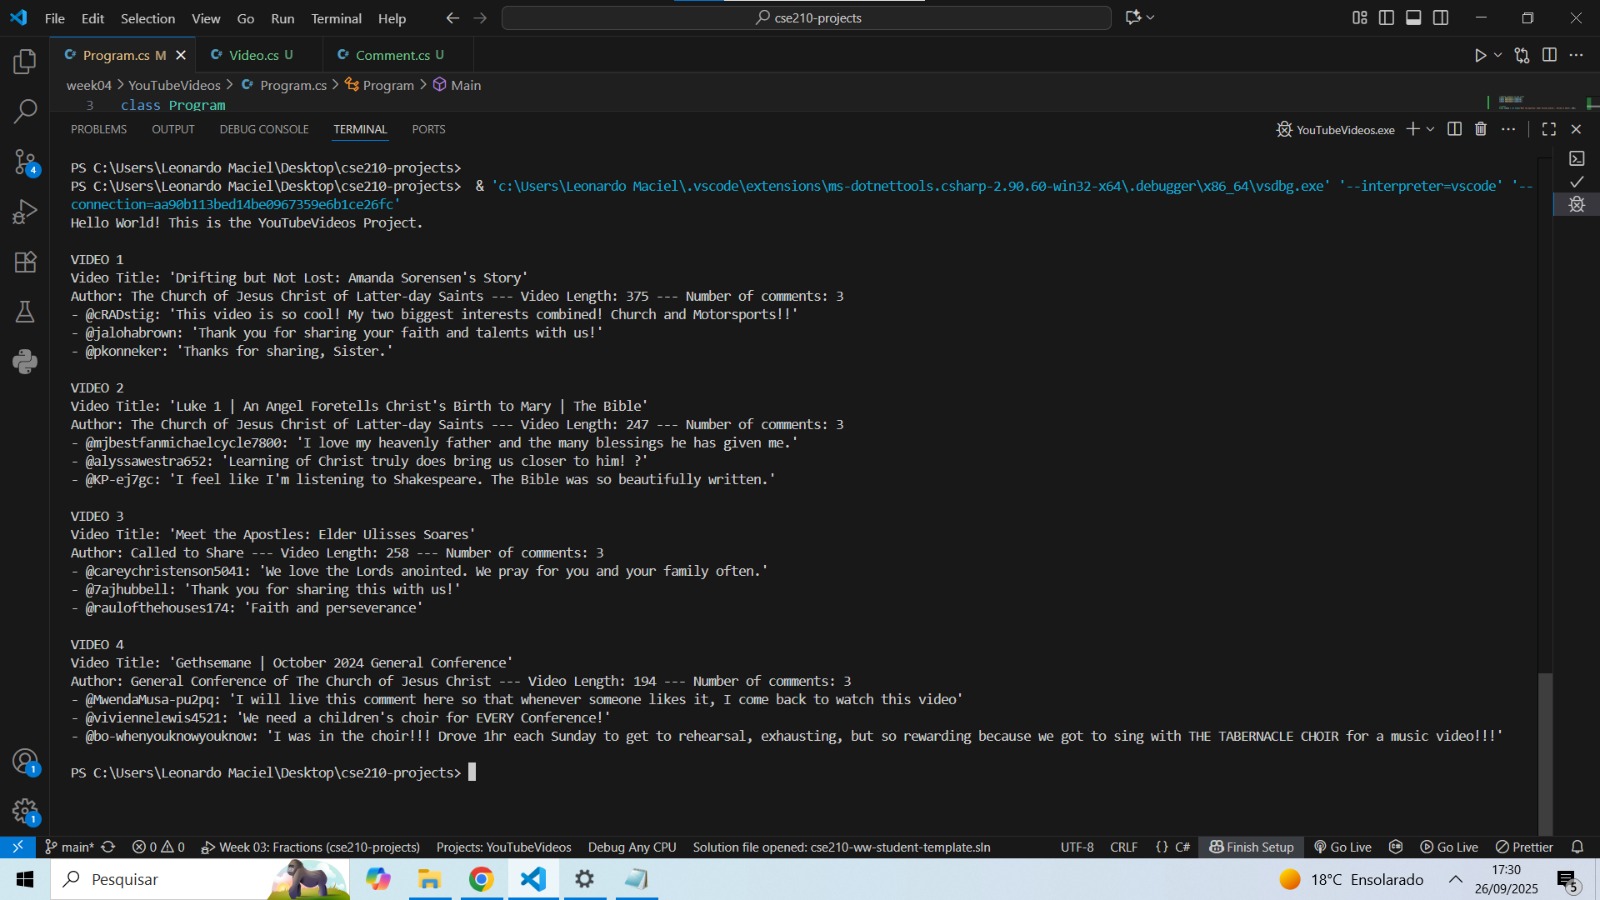 File Edit Selection View Go Run Terminal Help
cse210-projects
Program.cs M
Video.cs U
Comment.cs U
week04 > YouTubeVideos > Program.cs > Program > Main
3 class Program
PROBLEMS OUTPUT DEBUG CONSOLE TERMINAL PORTS
YouTubeVideos.exe
PS C:\Users\Leonardo Maciel\Desktop\cse210-projects>
PS C:\Users\Leonardo Maciel\Desktop\cse210-projects>  & 'c:\Users\Leonardo Maciel\.vscode\extensions\ms-dotnettools.csharp-2.90.60-win32-x64\.debugger\x86_64\vsdbg.exe' '--interpreter=vscode' '--
connection=aa90b113bed14be0967359e6b1ce26fc'
Hello World! This is the YouTubeVideos Project.
VIDEO 1
Video Title: 'Drifting but Not Lost: Amanda Sorensen's Story'
Author: The Church of Jesus Christ of Latter-day Saints --- Video Length: 375 --- Number of comments: 3
- @cRADstig: 'This video is so cool! My two biggest interests combined! Church and Motorsports!!'
- @jalohabrown: 'Thank you for sharing your faith and talents with us!'
- @pkonneker: 'Thanks for sharing, Sister.'
VIDEO 2
Video Title: 'Luke 1 | An Angel Foretells Christ's Birth to Mary | The Bible'
Author: The Church of Jesus Christ of Latter-day Saints --- Video Length: 247 --- Number of comments: 3
- @mjbestfanmichaelcycle7800: 'I love my heavenly father and the many blessings he has given me.'
- @alyssawestra652: 'Learning of Christ truly does bring us closer to him! ?'
- @KP-ej7gc: 'I feel like I'm listening to Shakespeare. The Bible was so beautifully written.'
VIDEO 3
Video Title: 'Meet the Apostles: Elder Ulisses Soares'
Author: Called to Share --- Video Length: 258 --- Number of comments: 3
- @careychristenson5041: 'We love the Lords anointed. We pray for you and your family often.'
- @7ajhubbell: 'Thank you for sharing this with us!'
- @raulofthehouses174: 'Faith and perseverance'
VIDEO 4
Video Title: 'Gethsemane | October 2024 General Conference'
Author: General Conference of The Church of Jesus Christ --- Video Length: 194 --- Number of comments: 3
- @MwendaMusa-pu2pq: 'I will live this comment here so that whenever someone likes it, I come back to watch this video'
- @viviennelewis4521: 'We need a children's choir for EVERY Conference!'
- @bo-whenyouknowyouknow: 'I was in the choir!!! Drove 1hr each Sunday to get to rehearsal, exhausting, but so rewarding because we got to sing with THE TABERNACLE CHOIR for a music video!!!'
PS C:\Users\Leonardo Maciel\Desktop\cse210-projects>
4
1
1
main* 0 0 Week 03: Fractions (cse210-projects) Projects: YouTubeVideos Debug Any CPU Solution file opened: cse210-ww-student-template.sln UTF-8 CRLF {} C# Finish Setup Go Live Go Live Prettier
Pesquisar
18°C Ensolarado
17:30
26/09/2025
5